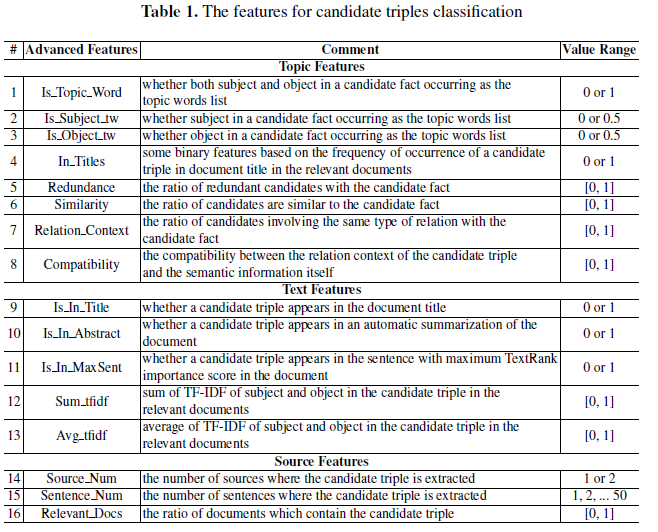 Table 1. The features for candidate triples classification
# Advanced Features Comment Value Range
Topic Features
1 Is_Topic_Word whether both subject and object in a candidate fact occurring as the topic words list 0 or 1
2 Is_Subject_tw whether subject in a candidate fact occurring as the topic words list 0 or 0.5
3 Is_Object_tw whether object in a candidate fact occurring as the topic words list 0 or 0.5
4 In_Titles some binary features based on the frequency of occurrence of a candidate triple in document title in the relevant documents 0 or 1
5 Redundance the ratio of redundant candidates with the candidate fact [0, 1]
6 Similarity the ratio of candidates are similar to the candidate fact [0, 1]
7 Relation_Context the ratio of candidates involving the same type of relation with the candidate fact [0, 1]
8 Compatibility the compatibility between the relation context of the candidate triple and the semantic information itself [0, 1]
Text Features
9 Is_In_Title whether a candidate triple appears in the document title 0 or 1
10 Is_In_Abstract whether a candidate triple appears in an automatic summarization of the document 0 or 1
11 Is_In_MaxSent whether a candidate triple appears in the sentence with maximum TextRank importance score in the document 0 or 1
12 Sum_tfidf sum of TF-IDF of subject and object in the candidate triple in the relevant documents [0, 1]
13 Avg_tfidf average of TF-IDF of subject and object in the candidate triple in the relevant documents [0, 1]
Source Features
14 Source_Num the number of sources where the candidate triple is extracted 1 or 2
15 Sentence_Num the number of sentences where the candidate triple is extracted 1, 2, ... 50
16 Relevant_Docs the ratio of documents which contain the candidate triple [0, 1]